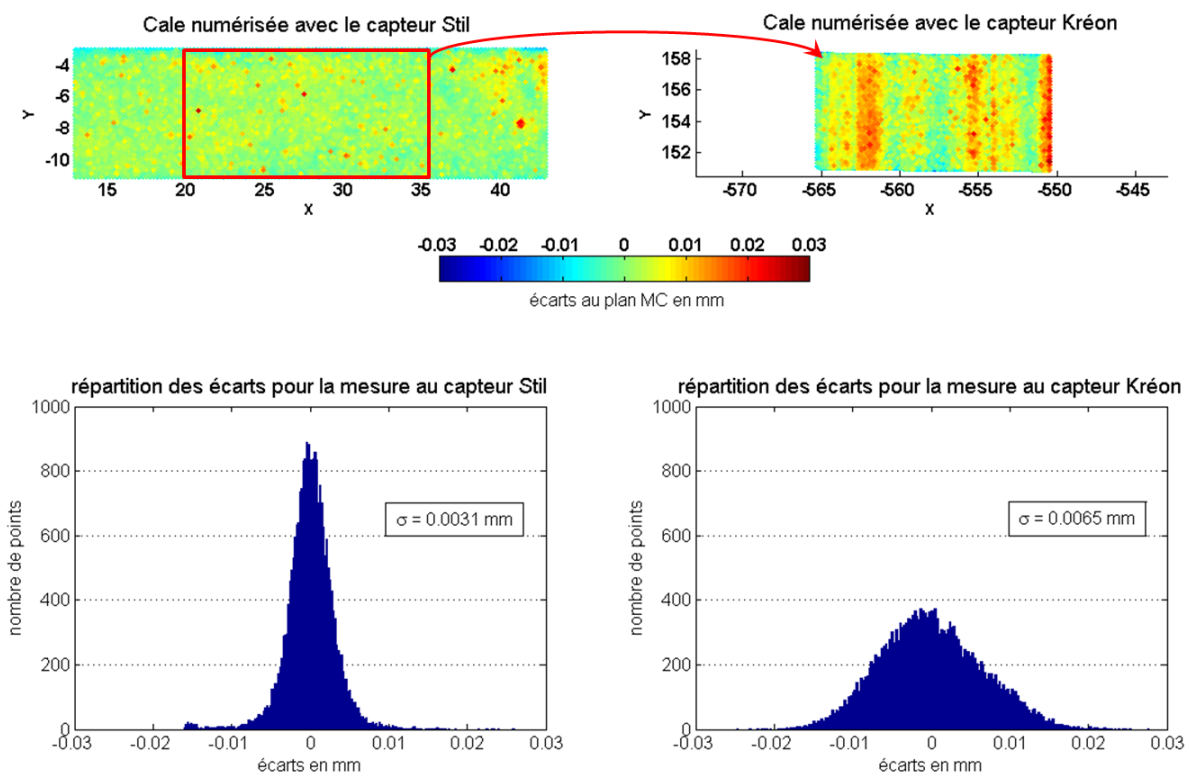 Cale numérisée avec le capteur Stil
-4
-6
-8
-10
Y
15 20 25 30 35 40
X
Cale numérisée avec le capteur Kréon
158
156
154
152
Y
-570 -565 -560 -555 -550 -545
X
-0.03 -0.02 -0.01 0 0.01 0.02 0.03
écarts au plan MC en mm
répartition des écarts pour la mesure au capteur Stil
1000
800
600
400
200
0
nombre de points
σ = 0.0031 mm
-0.03 -0.02 -0.01 0 0.01 0.02 0.03
écarts en mm
répartition des écarts pour la mesure au capteur Kréon
1000
800
600
400
200
0
nombre de points
σ = 0.0065 mm
-0.03 -0.02 -0.01 0 0.01 0.02 0.03
écarts en mm